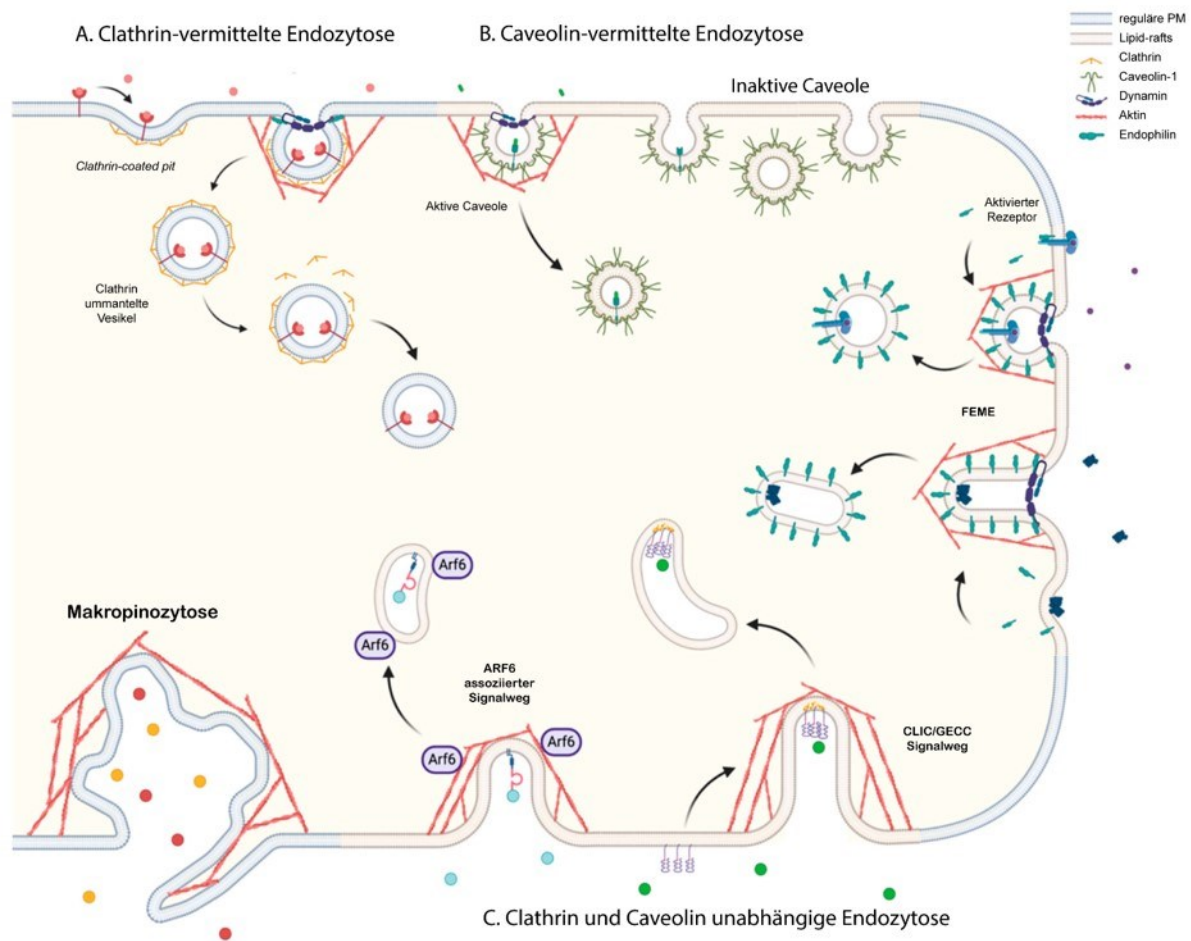 A. Clathrin-vermittelte Endozytose
B. Caveolin-vermittelte Endozytose
reguläre PM
Lipid-rafts
Clathrin
Caveolin-1
Dynamin
Aktin
Endophilin
Inaktive Caveole
Clathrin-coated pit
Aktive Caveole
Aktivierter
Rezeptor
Clathrin
ummantelte
Vesikel
FEME
Arf6
Arf6
Makropinozytose
ARF6
assoziierter
Signalweg
Arf6
Arf6
CLIC/GECC
Signalweg
C. Clathrin und Caveolin unabhängige Endozytose